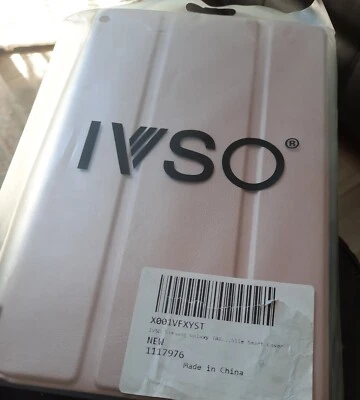 IVSO®
X001VFXYST
NEW
1117976
Made in China